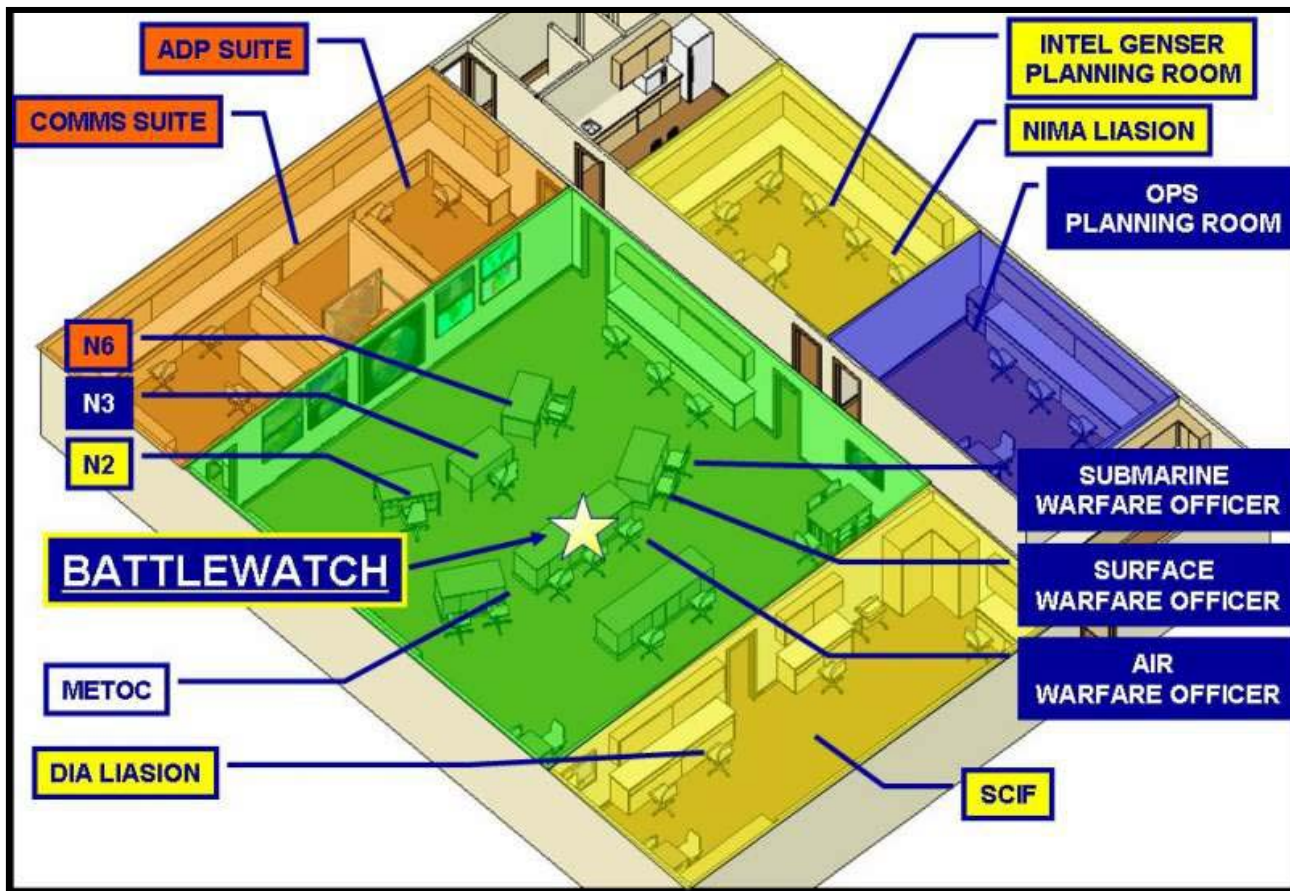 ADP SUITE
COMMS SUITE
INTEL GENSER
PLANNING ROOM
NIMA LIASION
OPS
PLANNING ROOM
N6
N3
N2
BATTLEWATCH
METOC
DIA LIASION
SUBMARINE
WARFARE OFFICER
SURFACE
WARFARE OFFICER
AIR
WARFARE OFFICER
SCIF